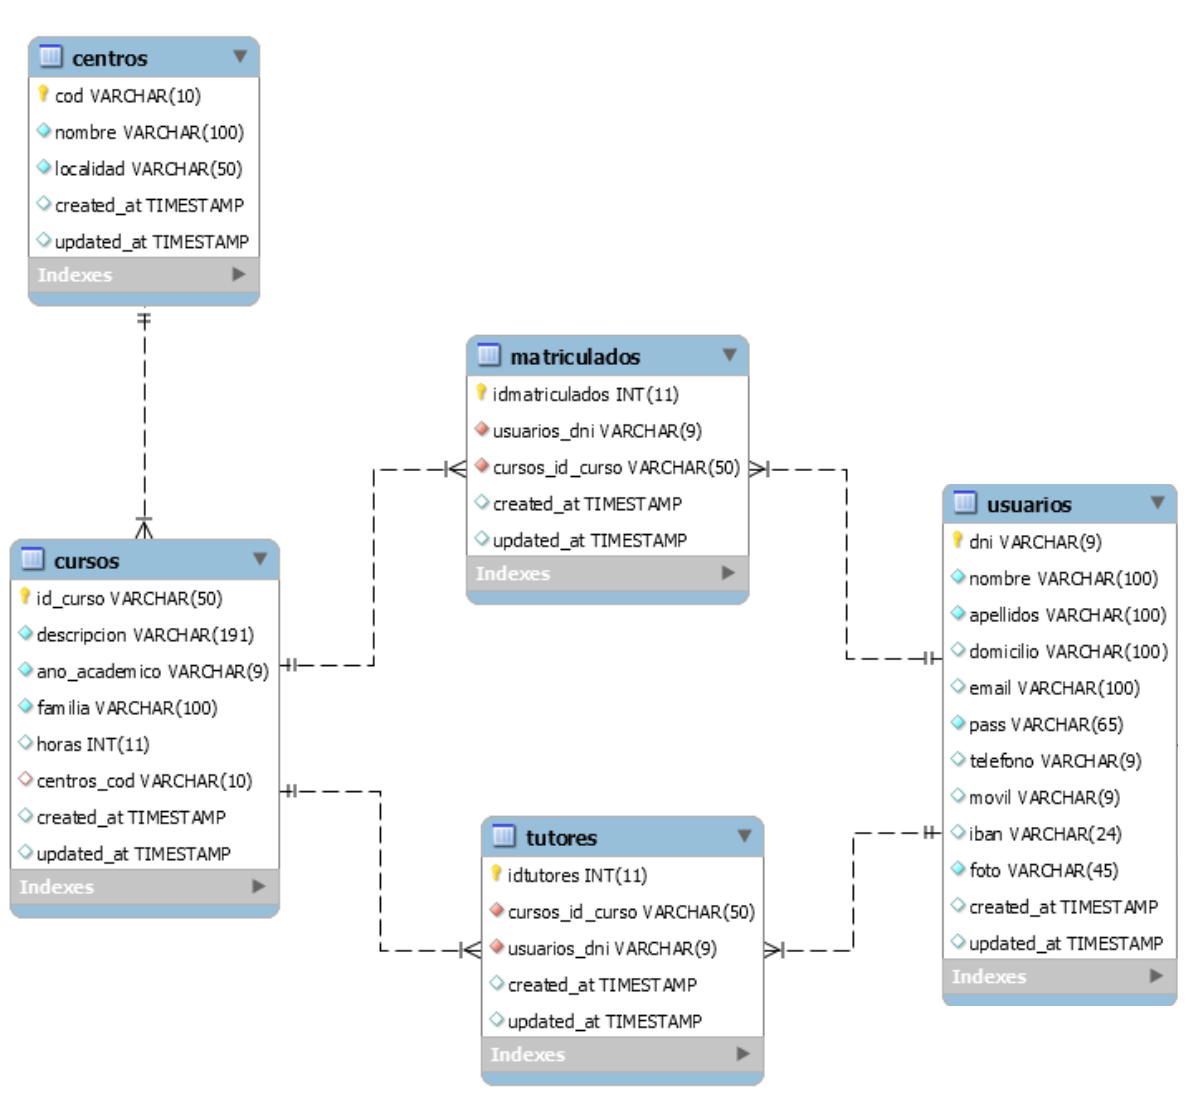 centros
cod VARCHAR(10)
nombre VARCHAR(100)
localidad VARCHAR(50)
created_at TIMESTAMP
updated_at TIMESTAMP
Indexes
matriculados
idmatriculados INT(11)
usuarios_dni VARCHAR(9)
cursos_id_curso VARCHAR(50)
created_at TIMESTAMP
updated_at TIMESTAMP
Indexes
usuarios
dni VARCHAR(9)
nombre VARCHAR(100)
apellidos VARCHAR(100)
domicilio VARCHAR(100)
email VARCHAR(100)
pass VARCHAR(65)
telefono VARCHAR(9)
movil VARCHAR(9)
iban VARCHAR(24)
foto VARCHAR(45)
created_at TIMESTAMP
updated_at TIMESTAMP
Indexes
cursos
id_curso VARCHAR(50)
descripcion VARCHAR(191)
ano_academico VARCHAR(9)
familia VARCHAR(100)
horas INT(11)
centros_cod VARCHAR(10)
created_at TIMESTAMP
updated_at TIMESTAMP
Indexes
tutores
idtutores INT(11)
cursos_id_curso VARCHAR(50)
usuarios_dni VARCHAR(9)
created_at TIMESTAMP
updated_at TIMESTAMP
Indexes